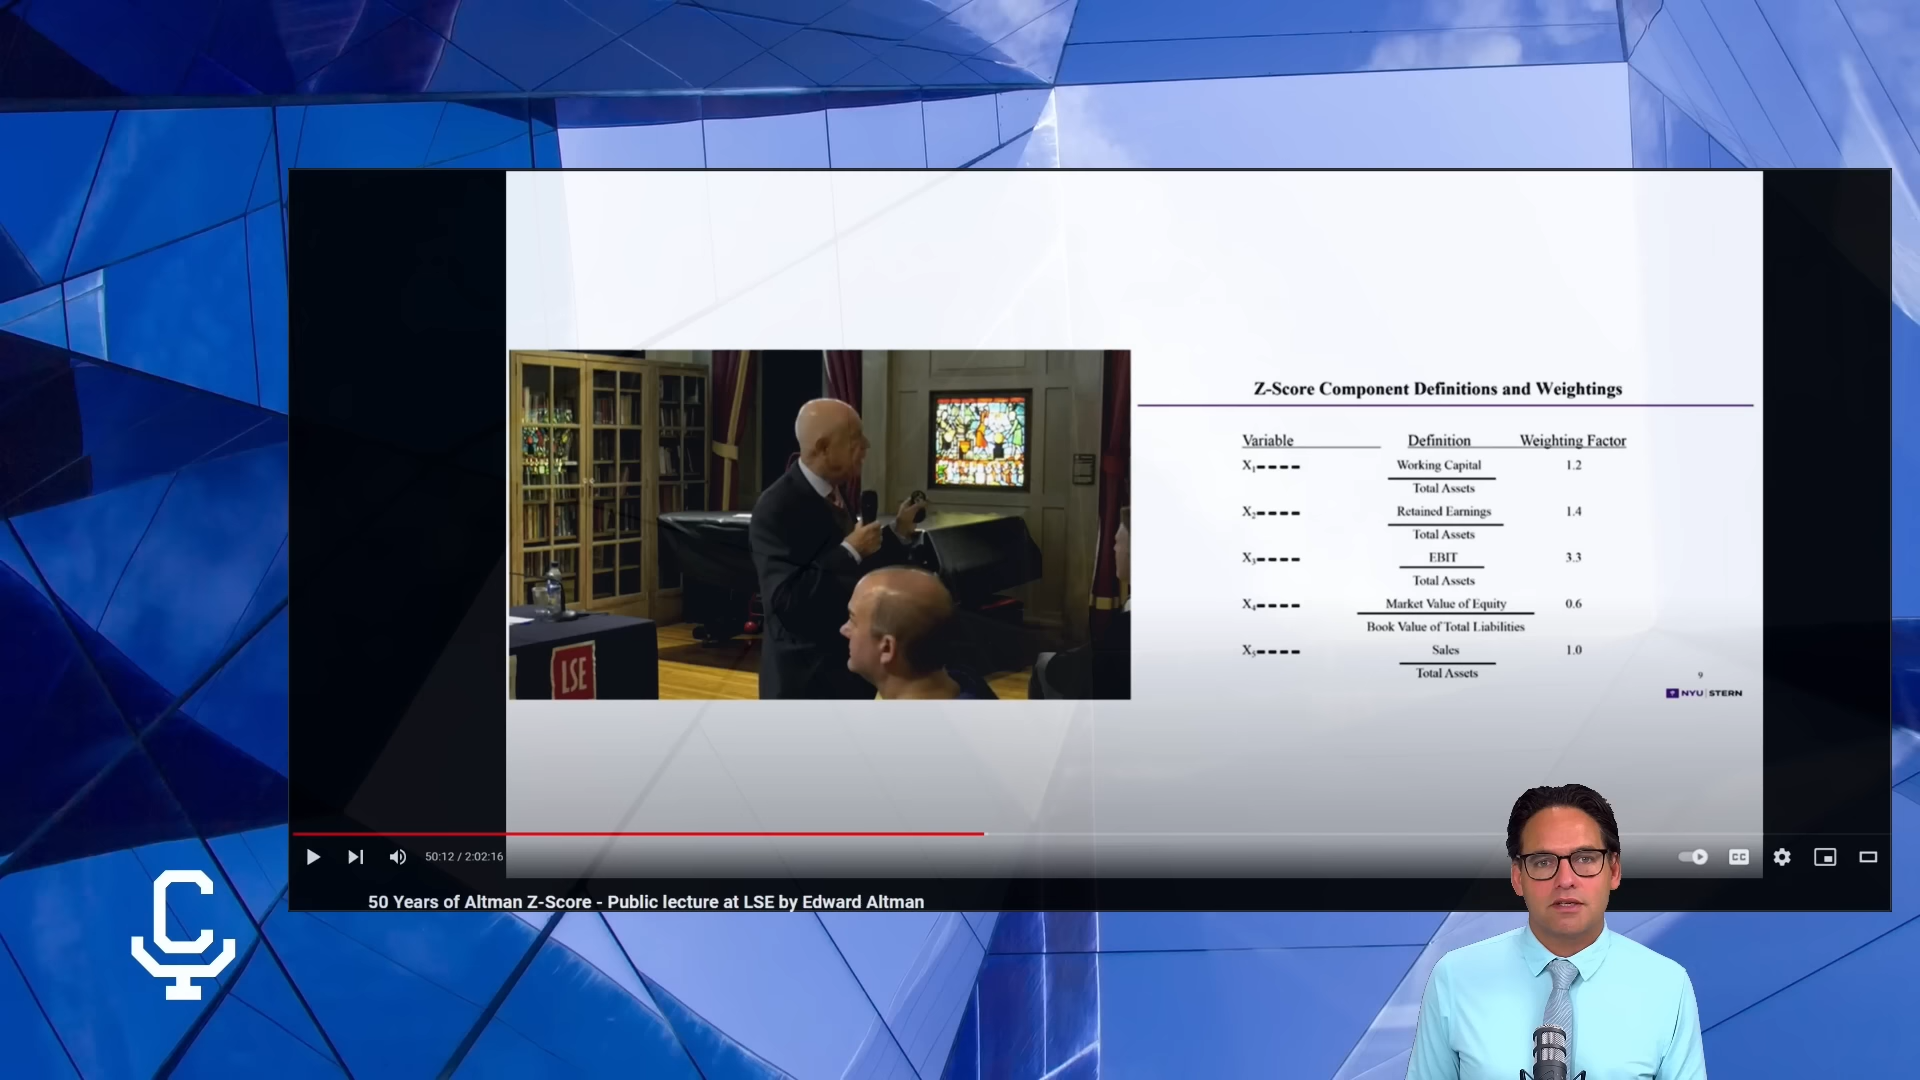 Z-Score Component Definitions and Weightings
Variable Definition Weighting Factor
X₁---- Working Capital 1.2
Total Assets
X₂---- Retained Earnings 1.4
Total Assets
X₃---- EBIT 3.3
Total Assets
X₄---- Market Value of Equity 0.6
Book Value of Total Liabilities
X₅---- Sales 1.0
Total Assets
9
NYU STERN
LSE
50:12 / 2:02:16
CC
50 Years of Altman Z-Score - Public lecture at LSE by Edward Altman
C